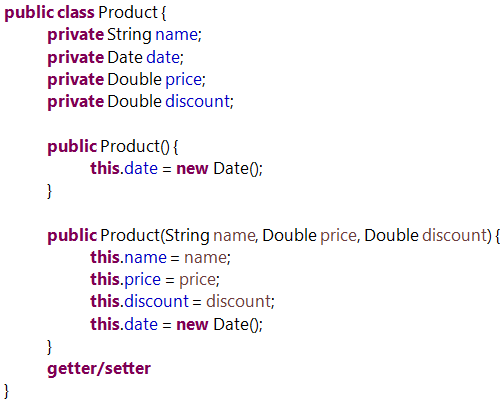 public class Product {
private String name;
private Date date;
private Double price;
private Double discount;
public Product() {
this.date = new Date();
}
public Product(String name, Double price, Double discount) {
this.name = name;
this.price = price;
this.discount = discount;
this.date = new Date();
}
getter/setter
}